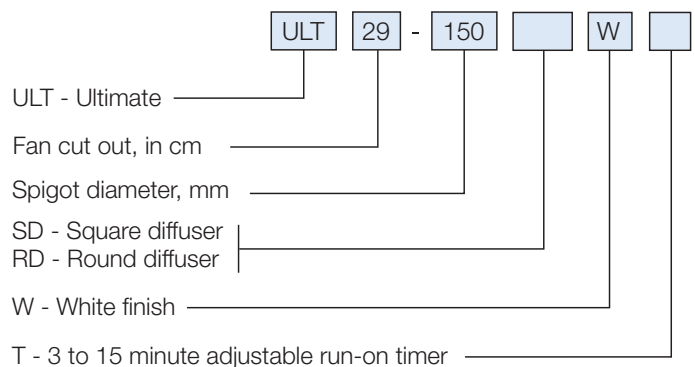 ULT 29 - 150 W
ULT - Ultimate
Fan cut out, in cm
Spigot diameter, mm
SD - Square diffuser
RD - Round diffuser
W - White finish
T - 3 to 15 minute adjustable run-on timer